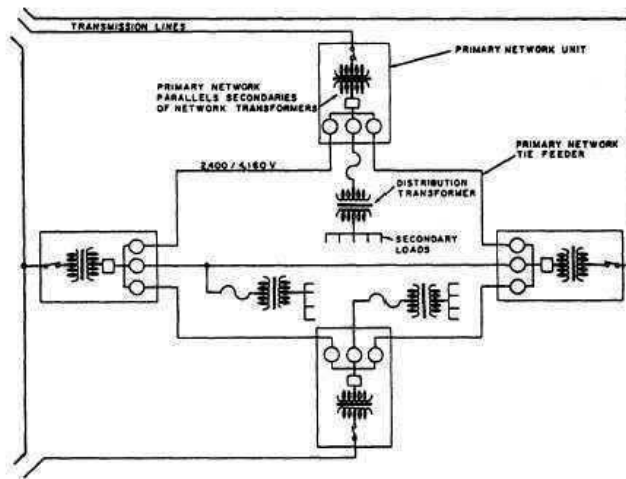 TRANSMISSION LINES
PRIMARY NETWORK UNIT
PRIMARY NETWORK
PARALLELS SECONDARIES
OF NETWORK TRANSFORMERS
PRIMARY NETWORK
TIE FEEDER
2,400 / 4,160 V
DISTRIBUTION
TRANSFORMER
SECONDARY
LOADS